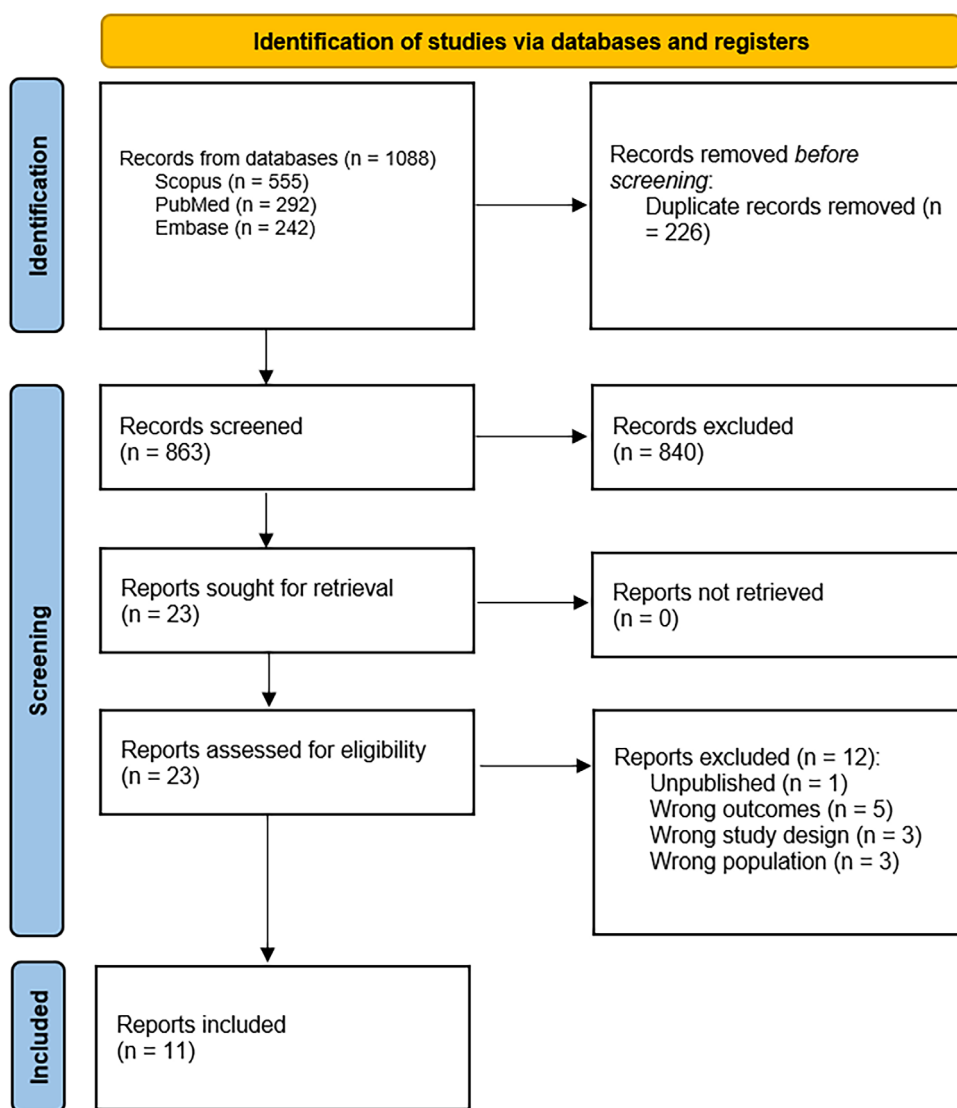 Identification of studies via databases and registers
Identification
Records from databases (n = 1088)
Scopus (n = 555)
PubMed (n = 292)
Embase (n = 242)
Records removed before
screening:
Duplicate records removed (n
= 226)
Screening
Records screened
(n = 863)
Records excluded
(n = 840)
Reports sought for retrieval
(n = 23)
Reports not retrieved
(n = 0)
Reports assessed for eligibility
(n = 23)
Reports excluded (n = 12):
Unpublished (n = 1)
Wrong outcomes (n = 5)
Wrong study design (n = 3)
Wrong population (n = 3)
Included
Reports included
(n = 11)